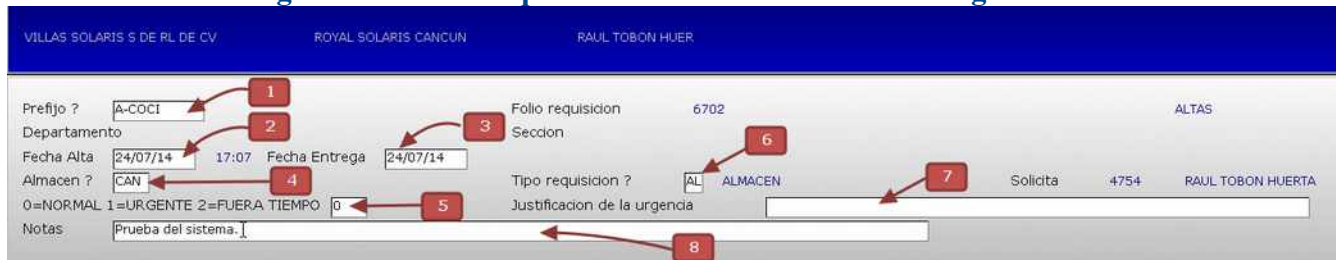 VILLAS SOLARIS S DE RL DE CV ROYAL SOLARIS CANCUN RAUL TOBON HUER
1
Prefijo ? A-COCI Folio requisicion 6702 ALTAS
2 3
Departamento Seccion
6
Fecha Alta 24/07/14 17:07 Fecha Entrega 24/07/14
Almacen ? CAN 4 Tipo requisicion ? AL ALMACEN 7 Solicita 4754 RAUL TOBON HUERTA
0=NORMAL 1=URGENTE 2=FUERA TIEMPO 0 5 Justificacion de la urgencia
Notas Prueba del sistema.
8